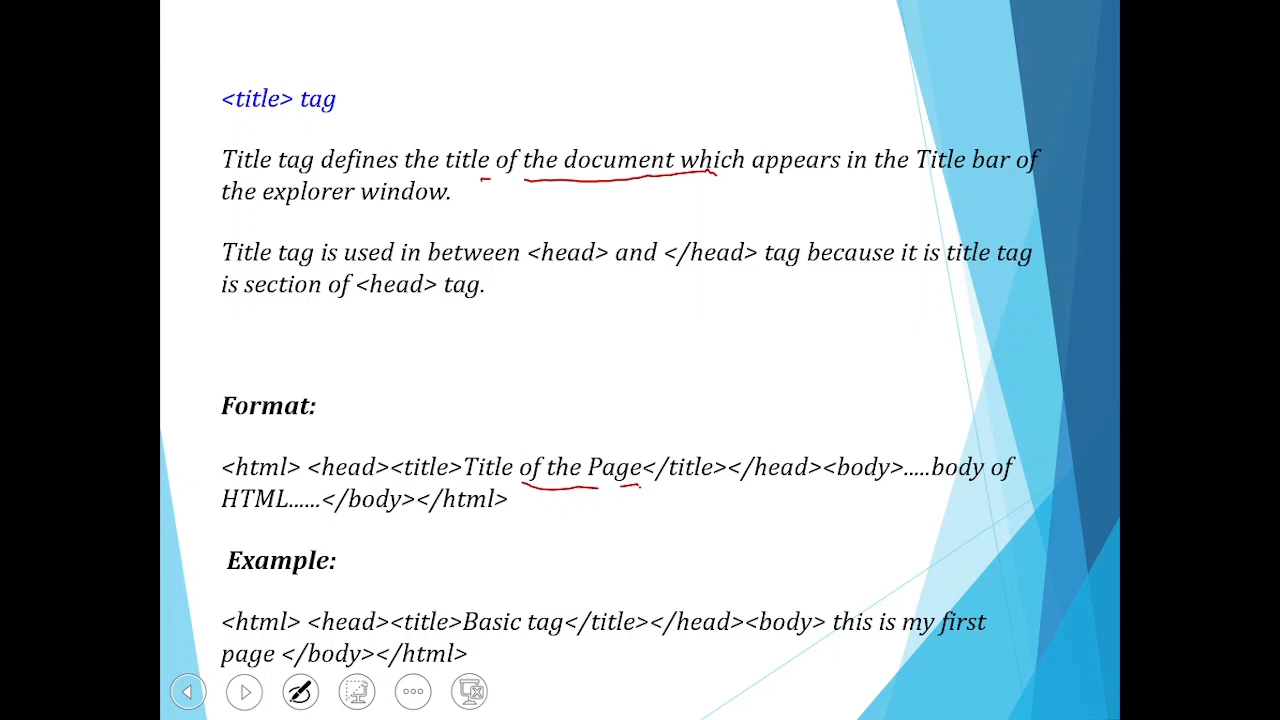 <title> tag
Title tag defines the title of the document which appears in the Title bar of
the explorer window.
Title tag is used in between <head> and </head> tag because it is title tag
is section of <head> tag.
Format:
<html> <head><title>Title of the Page</title></head><body>.....body of
HTML......</body></html>
Example:
<html> <head><title>Basic tag</title></head><body> this is my first
page </body></html>